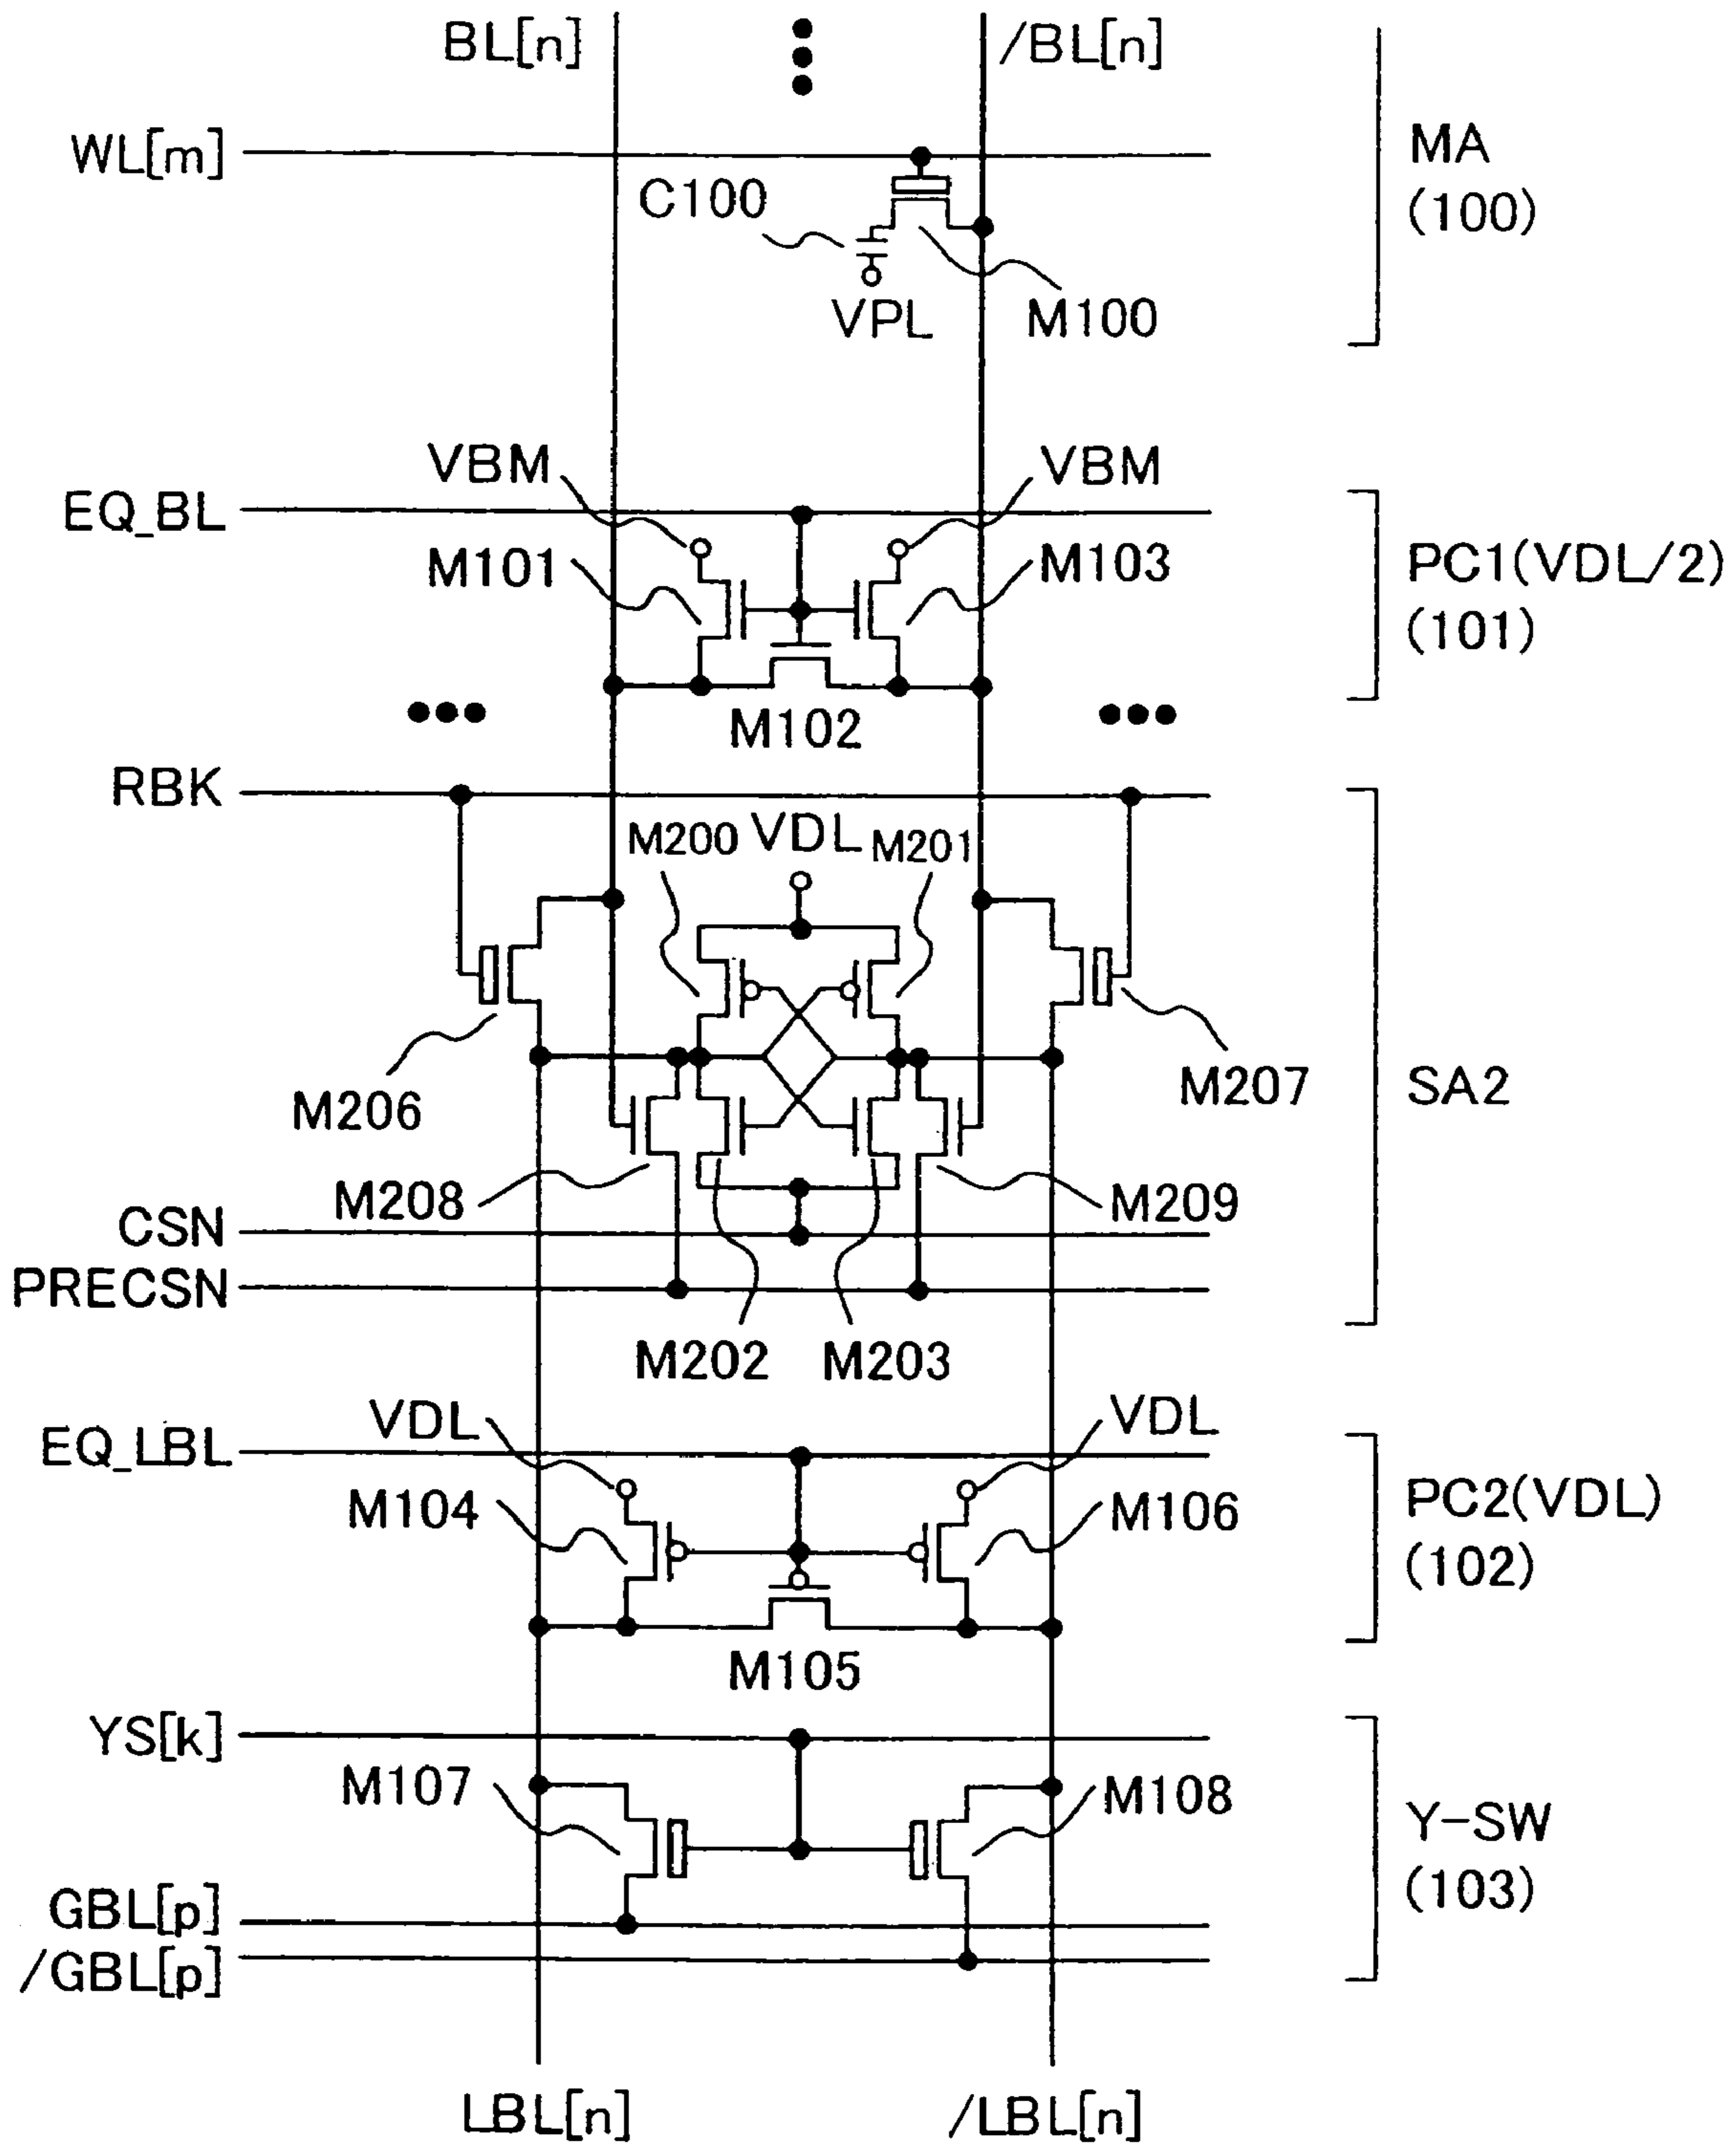 BL[n]
/BL[n]
WL[m]
C100
VPL
M100
MA
(100)
VBM
VBM
EQ_BL
M101
M103
M102
PC1(VDL/2)
(101)
RBK
M200
VDL
M201
M206
M207
SA2
M208
M209
CSN
PRECSN
M202
M203
VDL
VDL
EQ_LBL
M104
M106
M105
PC2(VDL)
(102)
YS[k]
M107
M108
Y-SW
(103)
GBL[p]
/GBL[p]
LBL[n]
/LBL[n]